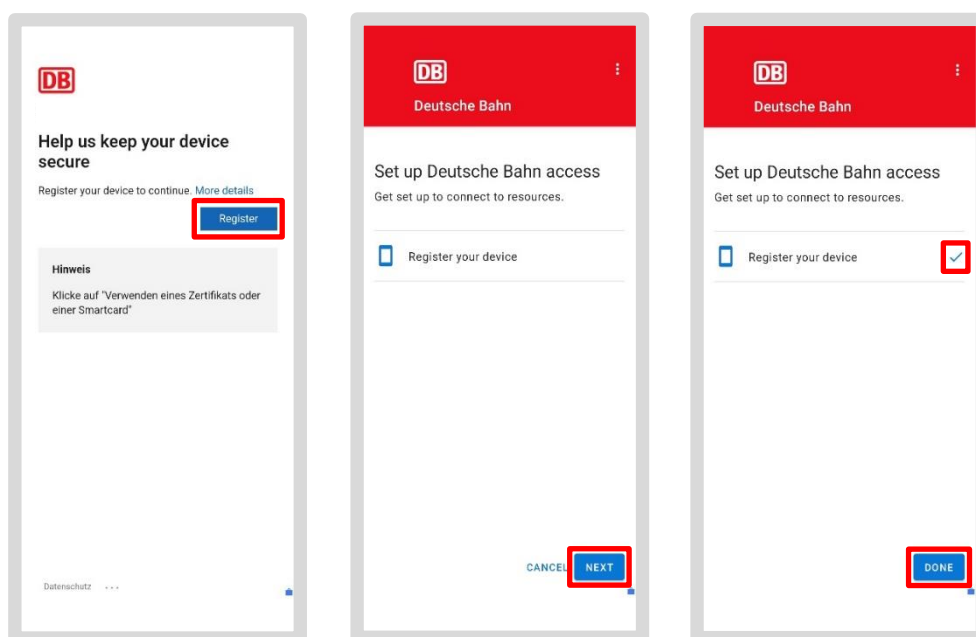 DB
Help us keep your device
secure
Register your device to continue. More details
Register
Hinweis
Klicke auf "Verwenden eines Zertifikats oder
einer Smartcard"
Datenschutz ...
DB
Deutsche Bahn
Set up Deutsche Bahn access
Get set up to connect to resources.
Register your device
CANCEL NEXT
DB
Deutsche Bahn
Set up Deutsche Bahn access
Get set up to connect to resources.
Register your device
DONE